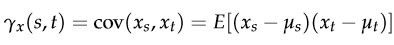 γₓ(s, t) = cov(xₛ, xₜ) = E[(xₛ − μₛ)(xₜ − μₜ)]